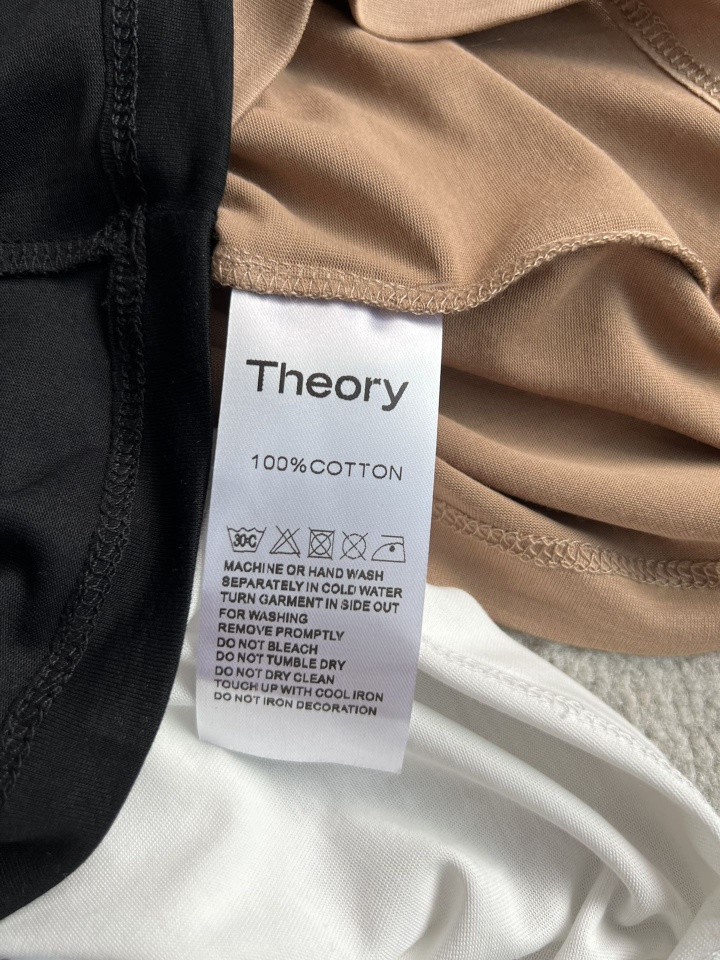 Theory
100%COTTON
30°C
MACHINE OR HAND WASH
SEPARATELY IN COLD WATER
TURN GARMENT IN SIDE OUT
FOR WASHING
REMOVE PROMPTLY
DO NOT BLEACH
DO NOT TUMBLE DRY
DO NOT DRY CLEAN
TOUCH UP WITH COOL IRON
DO NOT IRON DECORATION